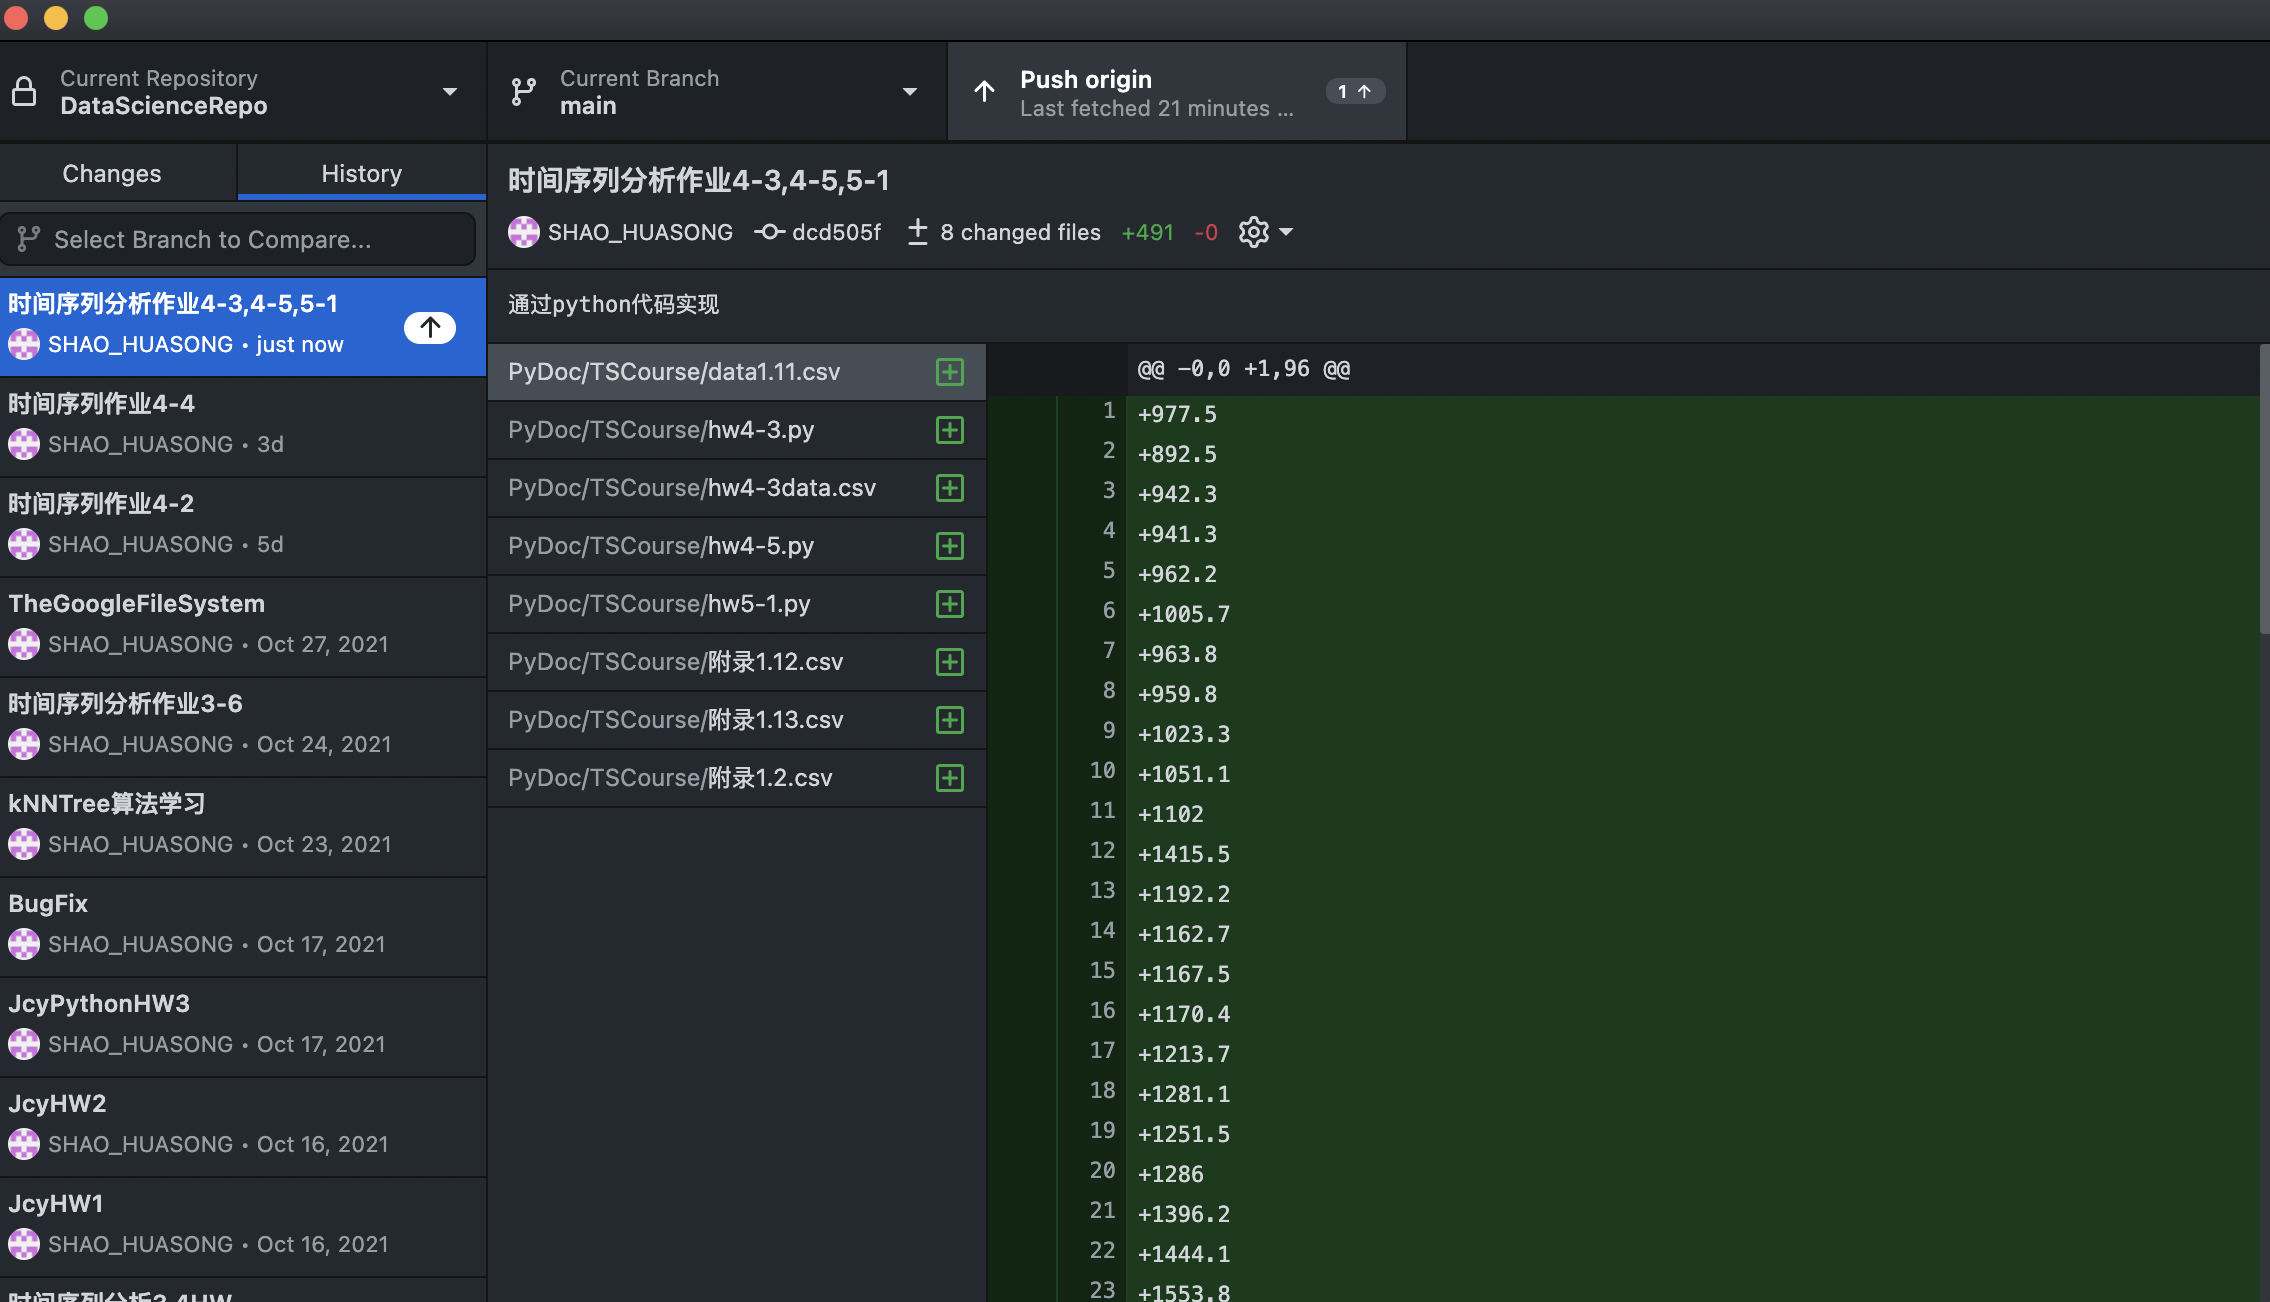 Current Repository
DataScienceRepo
Current Branch
main
Push origin
Last fetched 21 minutes ...
1
Changes
History
Select Branch to Compare...
时间序列分析作业4-3,4-5,5-1
SHAO_HUASONG • just now
时间序列作业4-4
SHAO_HUASONG • 3d
时间序列作业4-2
SHAO_HUASONG • 5d
TheGoogleFileSystem
SHAO_HUASONG • Oct 27, 2021
时间序列分析作业3-6
SHAO_HUASONG • Oct 24, 2021
kNNTree算法学习
SHAO_HUASONG • Oct 23, 2021
BugFix
SHAO_HUASONG • Oct 17, 2021
JcyPythonHW3
SHAO_HUASONG • Oct 17, 2021
JcyHW2
SHAO_HUASONG • Oct 16, 2021
JcyHW1
SHAO_HUASONG • Oct 16, 2021
时间序列分析3.4HW
时间序列分析作业4-3,4-5,5-1
SHAO_HUASONG dcd505f 8 changed files +491 -0
通过python代码实现
PyDoc/TSCourse/data1.11.csv
PyDoc/TSCourse/hw4-3.py
PyDoc/TSCourse/hw4-3data.csv
PyDoc/TSCourse/hw4-5.py
PyDoc/TSCourse/hw5-1.py
PyDoc/TSCourse/附录1.12.csv
PyDoc/TSCourse/附录1.13.csv
PyDoc/TSCourse/附录1.2.csv
@@ -0,0 +1,96 @@
1 +977.5
2 +892.5
3 +942.3
4 +941.3
5 +962.2
6 +1005.7
7 +963.8
8 +959.8
9 +1023.3
10 +1051.1
11 +1102
12 +1415.5
13 +1192.2
14 +1162.7
15 +1167.5
16 +1170.4
17 +1213.7
18 +1281.1
19 +1251.5
20 +1286
21 +1396.2
22 +1444.1
23 +1553.8